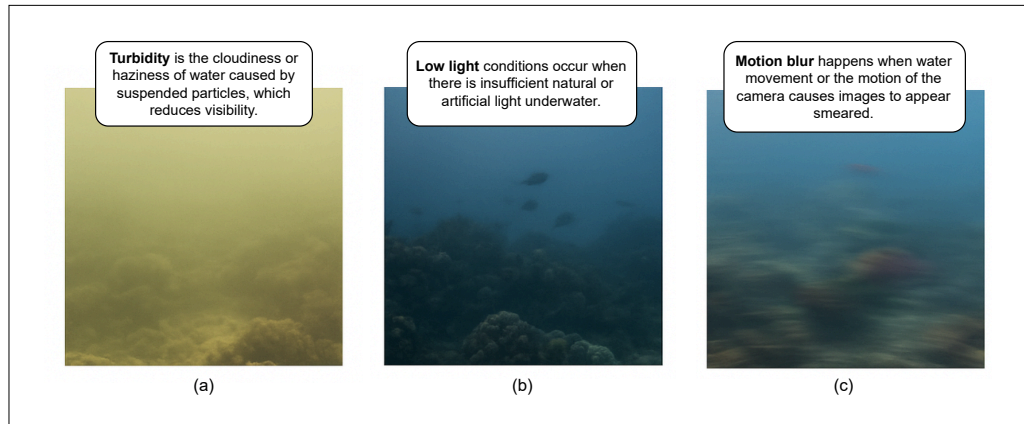 Turbidity is the cloudiness or
haziness of water caused by
suspended particles, which
reduces visibility.
Low light conditions occur when
there is insufficient natural or
artificial light underwater.
Motion blur happens when water
movement or the motion of the
camera causes images to appear
smeared.
(a)
(b)
(c)